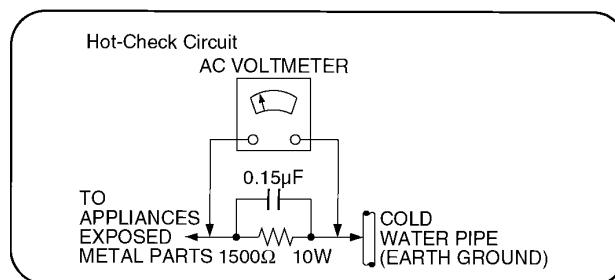 Hot-Check Circuit
AC VOLTMETER
0.15µF
TO
APPLIANCES
EXPOSED
METAL PARTS
1500Ω
10W
COLD
WATER PIPE
(EARTH GROUND)